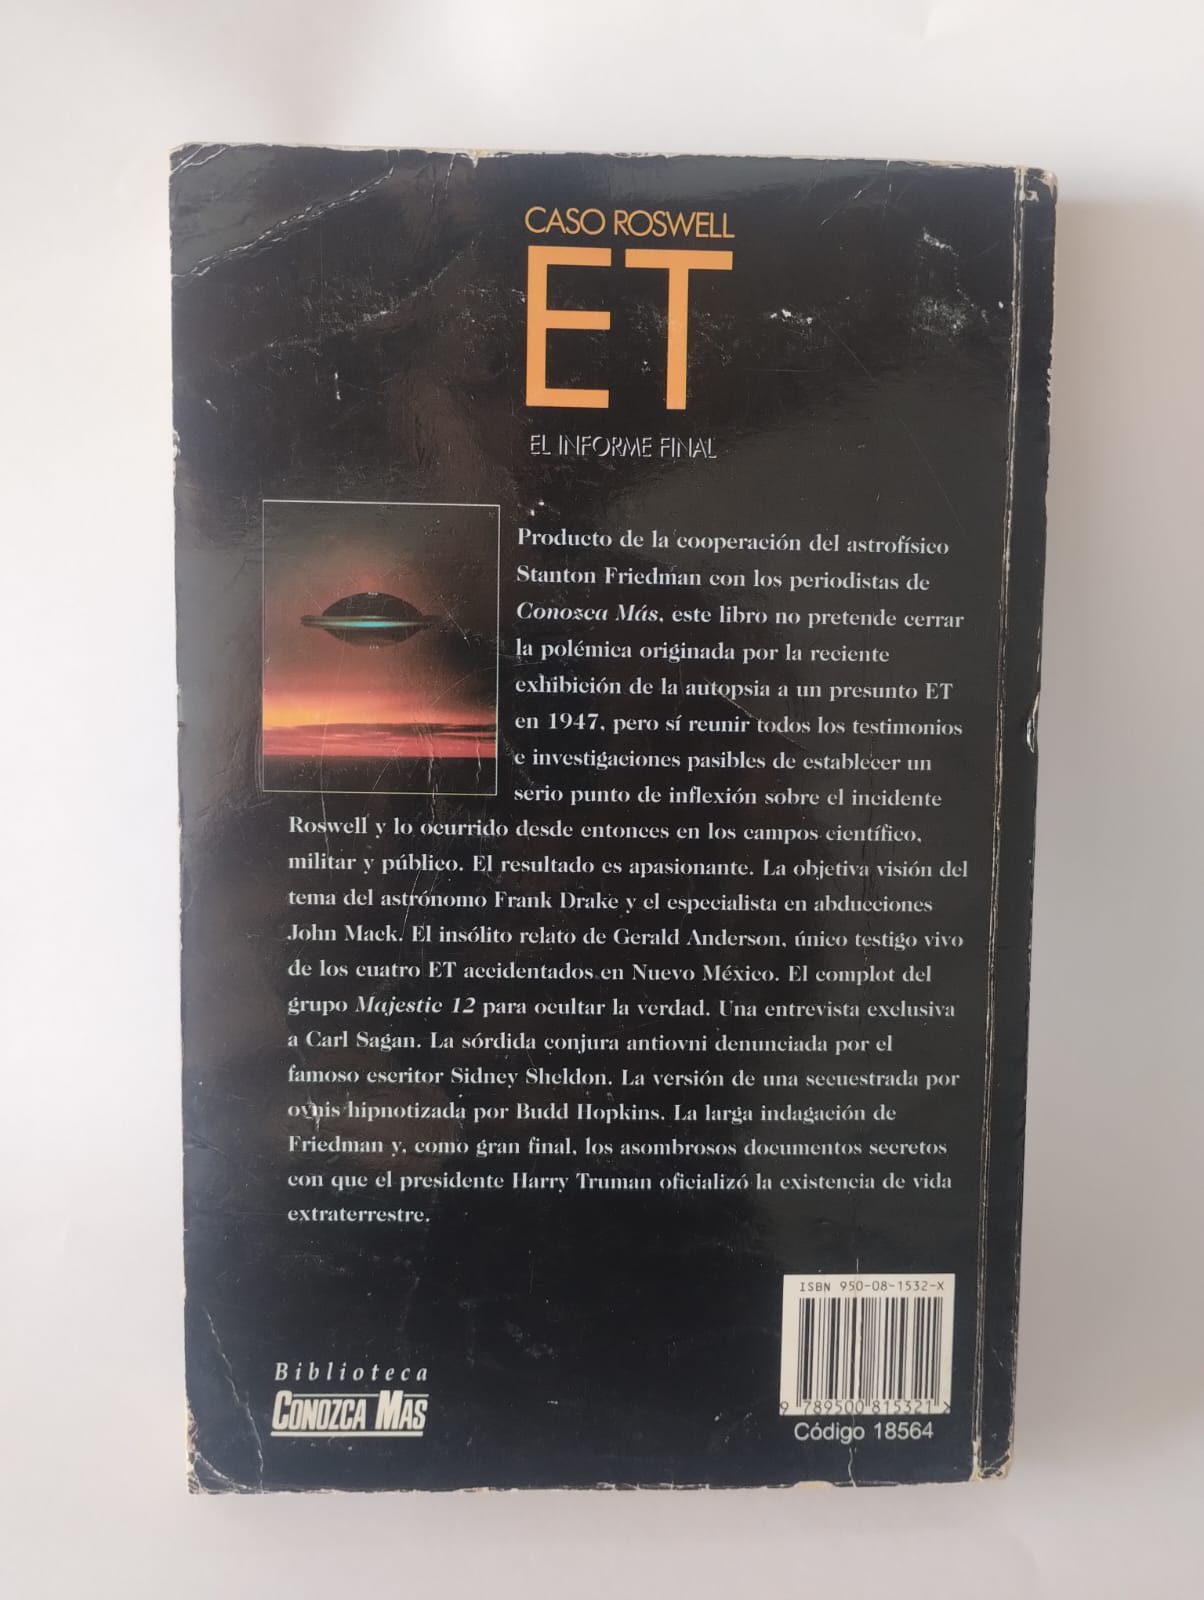 CASO ROSWELL
ET
EL INFORME FINAL
Producto de la cooperación del astrofísico
Stanton Friedman con los periodistas de
Conozca Más, este libro no pretende cerrar
la polémica originada por la reciente
exhibición de la autopsia a un presunto ET
en 1947, pero sí reunir todos los testimonios
e investigaciones pasibles de establecer un
serio punto de inflexión sobre el incidente
Roswell y lo ocurrido desde entonces en los campos científico,
militar y público. El resultado es apasionante. La objetiva visión del
tema del astrónomo Frank Drake y el especialista en abducciones
John Mack. El insólito relato de Gerald Anderson, único testigo vivo
de los cuatro ET accidentados en Nuevo México. El complot del
grupo Majestic 12 para ocultar la verdad. Una entrevista exclusiva
a Carl Sagan. La sórdida conjura antiovni denunciada por el
famoso escritor Sidney Sheldon. La versión de una secuestrada por
ovnis hipnotizada por Budd Hopkins. La larga indagación de
Friedman y, como gran final, los asombrosos documentos secretos
con que el presidente Harry Truman oficializó la existencia de vida
extraterrestre.
ISBN 950-08-1532-X
9 789500 815321 X
Código 18564
Biblioteca
CONOZCA MAS